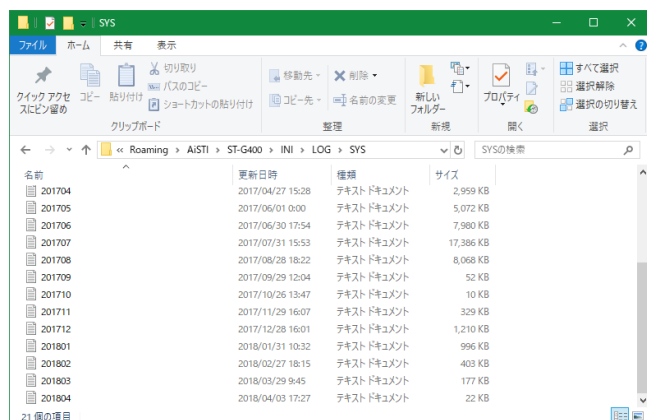 SYS
ファイル ホーム 共有 表示
クイック アクセスにピン留め
コピー
貼り付け
切り取り
パスのコピー
ショートカットの貼り付け
移動先
コピー先
削除
名前の変更
新しいフォルダー
プロパティ
すべて選択
選択解除
選択の切り替え
クリップボード 整理 新規 開く 選択
« Roaming > AiSTI > ST-G400 > INI > LOG > SYS
SYSの検索
名前 更新日時 種類 サイズ
201704 2017/04/27 15:28 テキスト ドキュメント 2,959 KB
201705 2017/06/01 0:00 テキスト ドキュメント 5,072 KB
201706 2017/06/30 17:54 テキスト ドキュメント 7,980 KB
201707 2017/07/31 15:53 テキスト ドキュメント 17,386 KB
201708 2017/08/28 18:22 テキスト ドキュメント 8,068 KB
201709 2017/09/29 12:04 テキスト ドキュメント 52 KB
201710 2017/10/26 13:47 テキスト ドキュメント 10 KB
201711 2017/11/29 16:07 テキスト ドキュメント 329 KB
201712 2017/12/28 16:01 テキスト ドキュメント 1,210 KB
201801 2018/01/31 10:32 テキスト ドキュメント 996 KB
201802 2018/02/27 18:15 テキスト ドキュメント 403 KB
201803 2018/03/29 9:45 テキスト ドキュメント 177 KB
201804 2018/04/03 17:27 テキスト ドキュメント 22 KB
21 個の項目